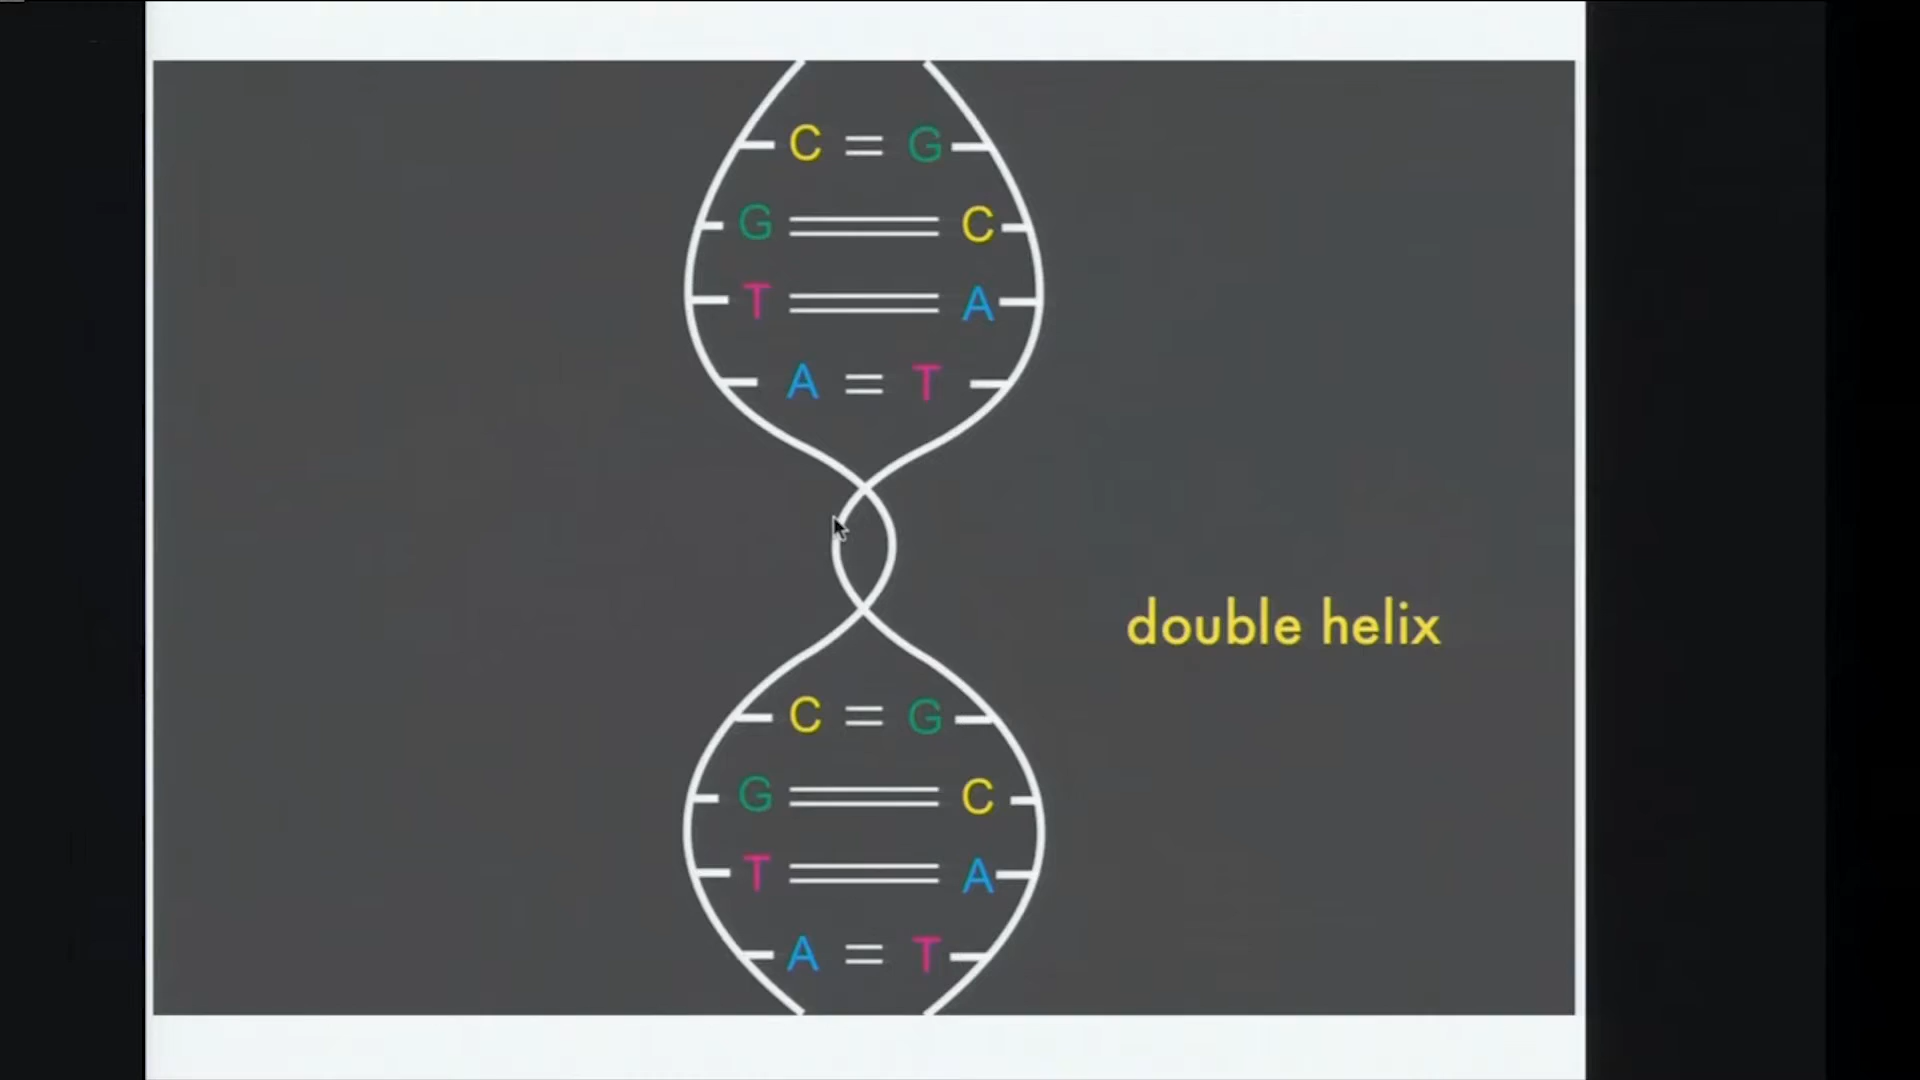 C = G
G = C
T = A
A = T
double helix
C = G
G = C
T = A
A = T